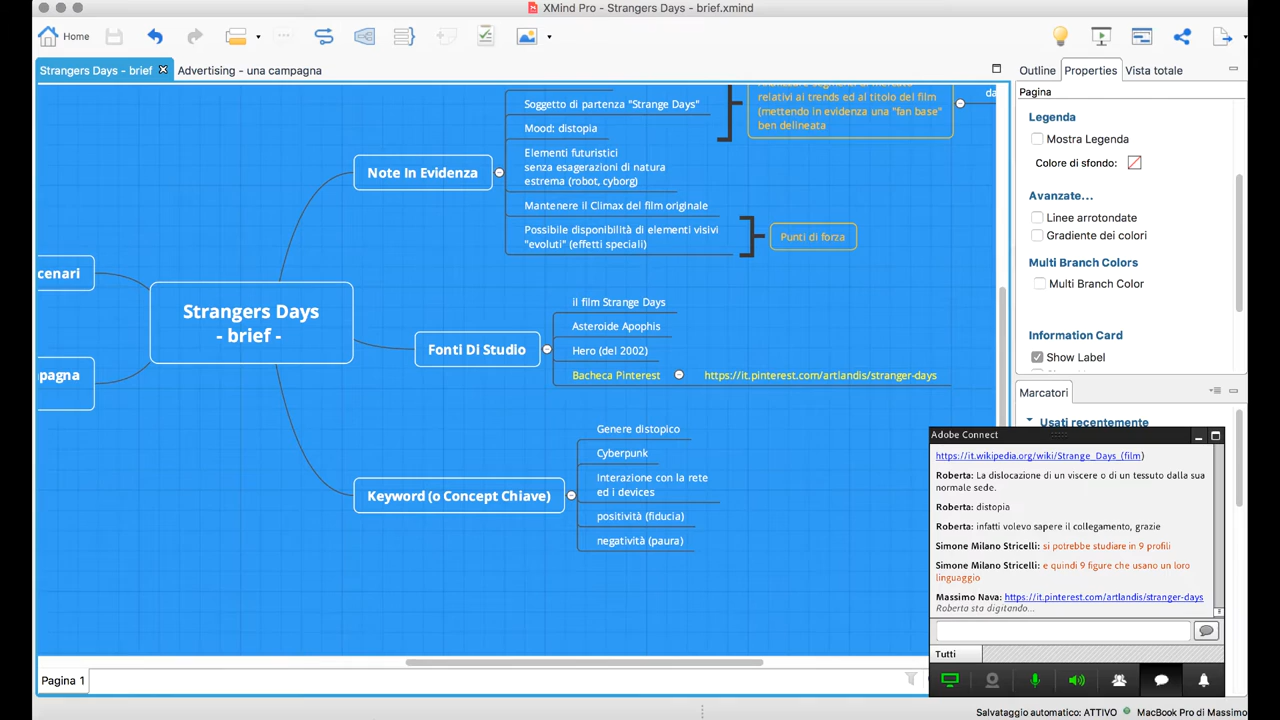 XMind Pro - Strangers Days - brief.xmind
Home
Strangers Days - brief
Advertising - una campagna
Outline
Properties
Vista totale
Pagina
Legenda
Mostra Legenda
Colore di sfondo:
Avanzate...
Linee arrotondate
Gradiente dei colori
Multi Branch Colors
Multi Branch Color
Information Card
Show Label
Marcatori
Usati recentemente
Soggetto di partenza "Strange Days"
Mood: distopia
Elementi futuristici
senza esagerazioni di natura
estrema (robot, cyborg)
Mantenere il Climax del film originale
Possibile disponibilità di elementi visivi
"evoluti" (effetti speciali)
relativi ai trends ed al titolo del film
(mettendo in evidenza una "fan base"
ben delineata
da
Punti di forza
Note In Evidenza
cenari
Strangers Days
- brief -
mpagna
Fonti Di Studio
il film Strange Days
Asteroide Apophis
Hero (del 2002)
Bacheca Pinterest
https://it.pinterest.com/artlandis/stranger-days
Keyword (o Concept Chiave)
Genere distopico
Cyberpunk
Interazione con la rete
ed i devices
positività (fiducia)
negatività (paura)
Adobe Connect
https://it.wikipedia.org/wiki/Strange_Days_(film)
Roberta: La dislocazione di un viscere o di un tessuto dalla sua
normale sede.
Roberta: distopia
Roberta: infatti volevo sapere il collegamento, grazie
Simone Milano Stricelli: si potrebbe studiare in 9 profili
Simone Milano Stricelli: e quindi 9 figure che usano un loro
linguaggio
Massimo Nava: https://it.pinterest.com/artlandis/stranger-days
Roberta sta digitando...
Tutti
Pagina 1
Salvataggio automatico: ATTIVO
MacBook Pro di Massimo